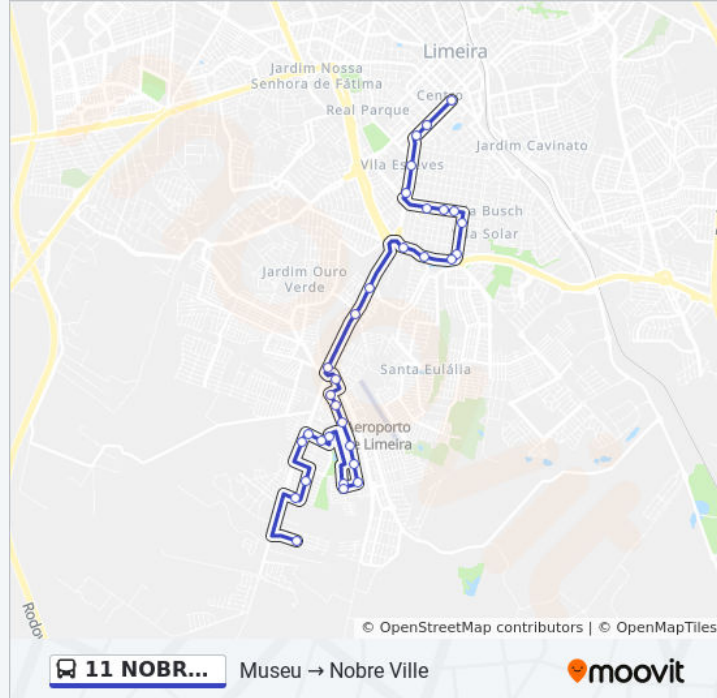 Limeira
Jardim Nossa
Senhora de Fátima
Centro
Real Parque
Jardim Cavinato
Vila Esteves
Busch
Solar
Jardim Ouro
Verde
Santa Eulália
Aeroporto
de Limeira
© OpenStreetMap contributors | © OpenMapTiles
11 NOBR...
Museu → Nobre Ville
moovit